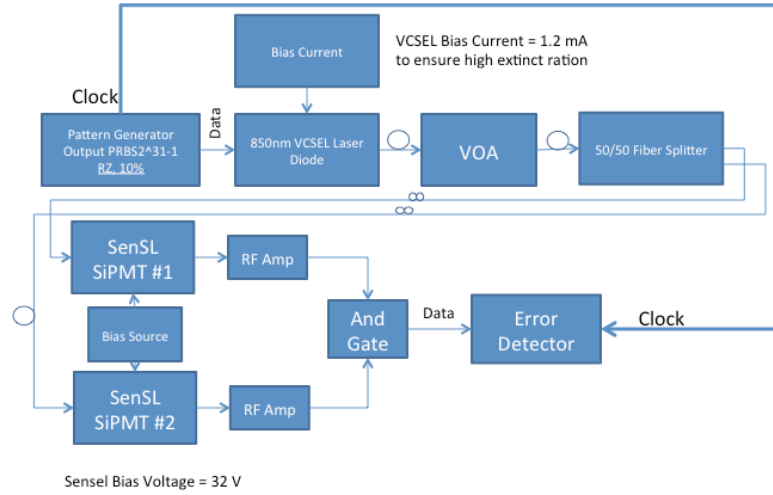 Bias Current
VCSEL Bias Current = 1.2 mA
to ensure high extinct ration
Clock
Data
Pattern Generator
Output PRBS2^31-1
RZ, 10%
850nm VCSEL Laser
Diode
VOA
50/50 Fiber Splitter
SenSL
SiPMT #1
RF Amp
Bias Source
And
Gate
Data
Error
Detector
Clock
SenSL
SiPMT #2
RF Amp
Sensel Bias Voltage = 32 V